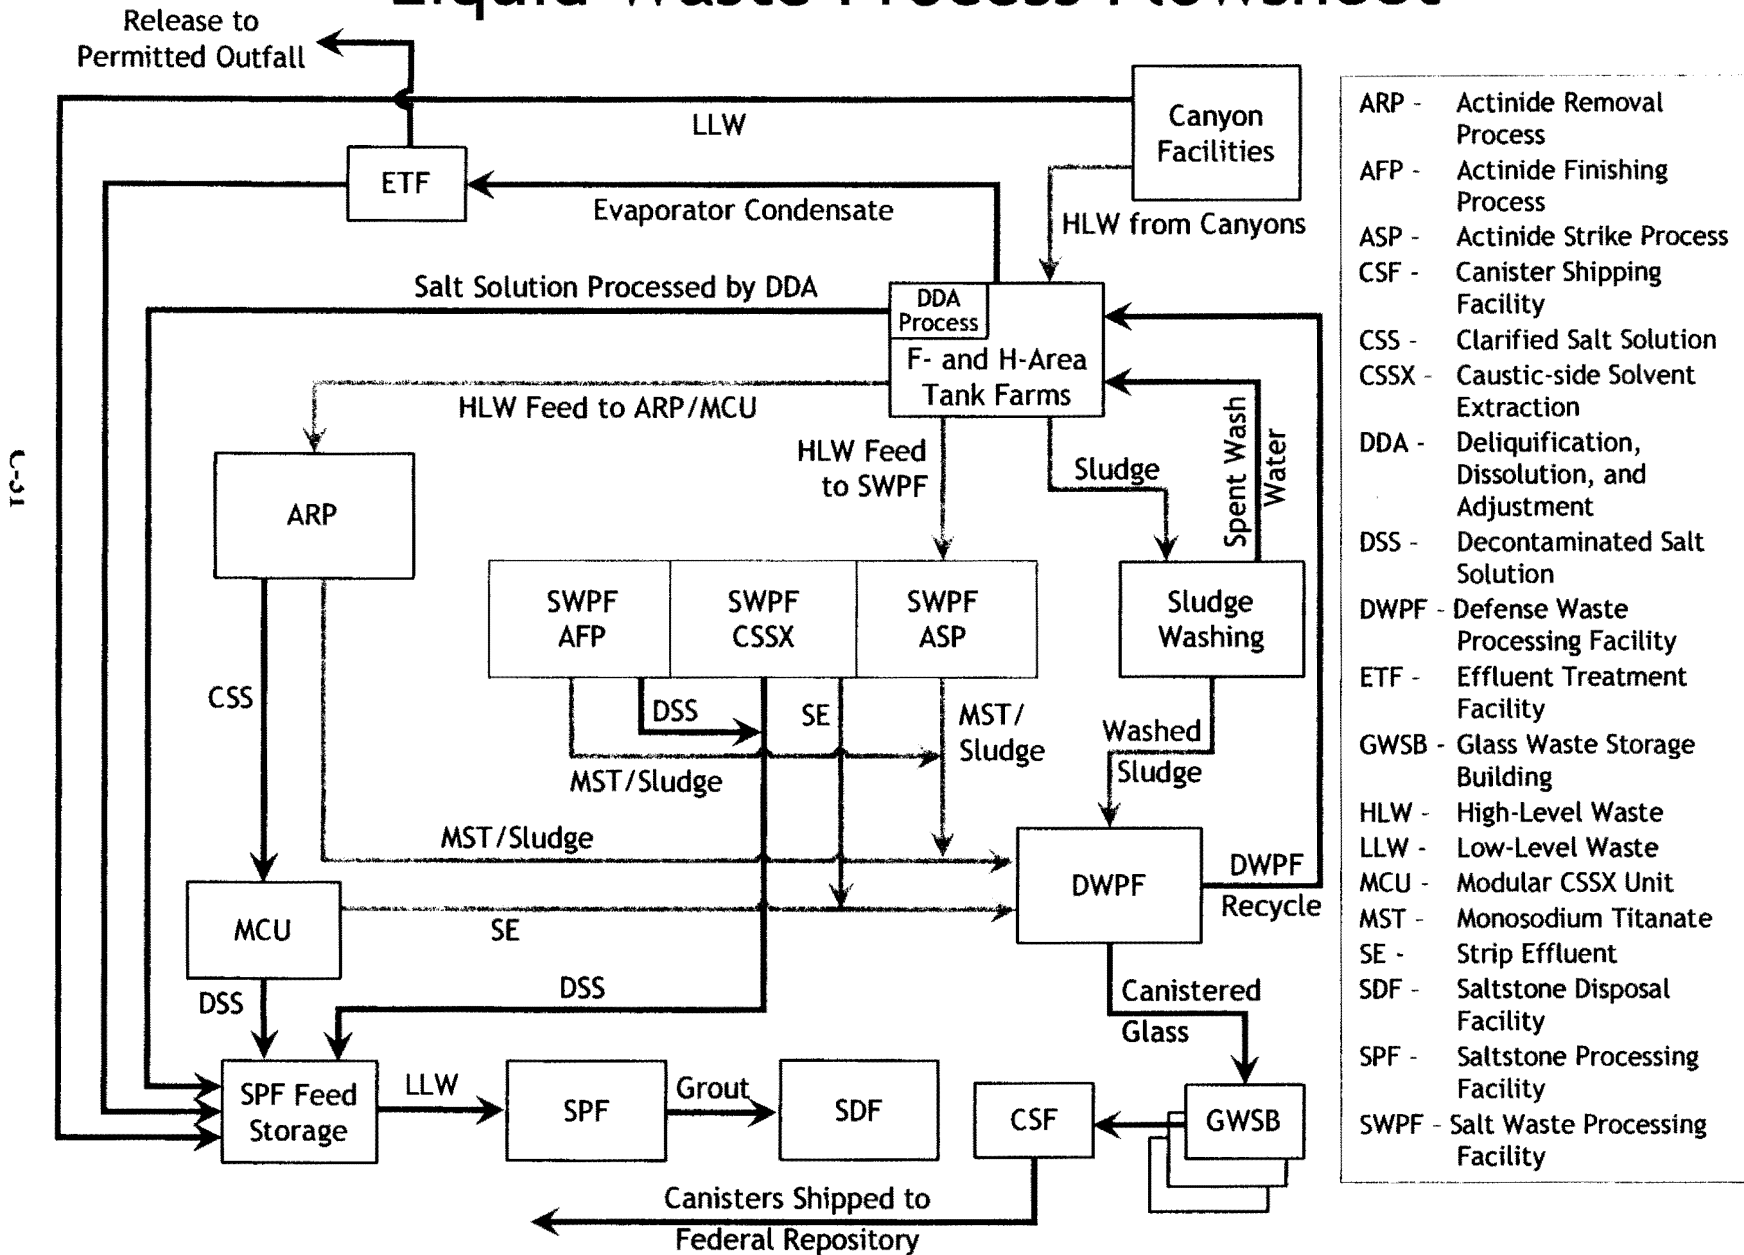 Liquid Waste Process Flowsheet
Release to
Permitted Outfall
LLW
Canyon
Facilities
ETF
Evaporator Condensate
HLW from Canyons
Salt Solution Processed by DDA
DDA
Process
F- and H-Area
Tank Farms
HLW Feed to ARP/MCU
HLW Feed
to SWPF
Sludge
Spent Wash
Water
ARP
SWPF
AFP
SWPF
CSSX
SWPF
ASP
Sludge
Washing
CSS
DSS
SE
MST/
Sludge
MST/Sludge
Washed
Sludge
MST/Sludge
MCU
SE
DWPF
DWPF
Recycle
DSS
DSS
Canistered
Glass
SPF Feed
Storage
LLW
SPF
Grout
SDF
CSF
GWSB
Canisters Shipped to
Federal Repository
ARP - Actinide Removal
Process
AFP - Actinide Finishing
Process
ASP - Actinide Strike Process
CSF - Canister Shipping
Facility
CSS - Clarified Salt Solution
CSSX - Caustic-side Solvent
Extraction
DDA - Deliquification,
Dissolution, and
Adjustment
DSS - Decontaminated Salt
Solution
DWPF - Defense Waste
Processing Facility
ETF - Effluent Treatment
Facility
GWSB - Glass Waste Storage
Building
HLW - High-Level Waste
LLW - Low-Level Waste
MCU - Modular CSSX Unit
MST - Monosodium Titanate
SE - Strip Effluent
SDF - Saltstone Disposal
Facility
SPF - Saltstone Processing
Facility
SWPF - Salt Waste Processing
Facility